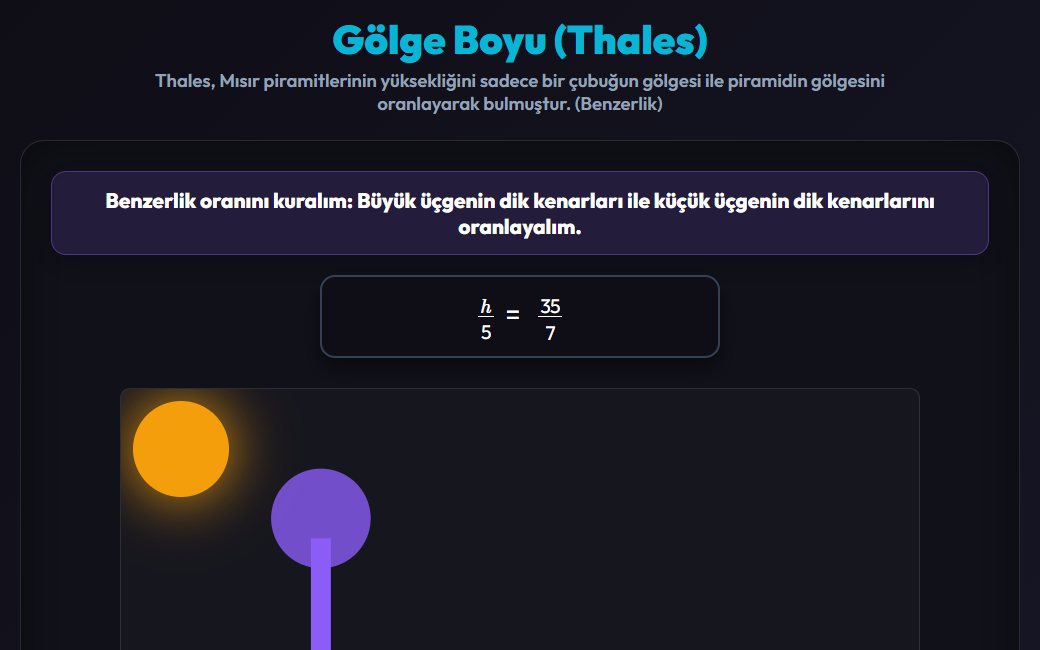 Gölge Boyu (Thales)
Thales, Mısır piramitlerinin yüksekliğini sadece bir çubuğun gölgesi ile piramidin gölgesini
oranlayarak bulmuştur. (Benzerlik)
Benzerlik oranını kuralım: Büyük üçgenin dik kenarları ile küçük üçgenin dik kenarlarını
oranlayalım.
h/5 = 35/7